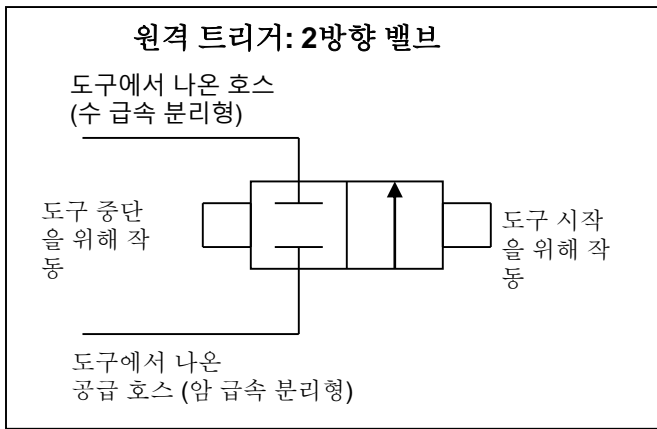 원격 트리거: 2방향 밸브
도구에서 나온 호스
(수 급속 분리형)
도구 중단
을 위해 작
동
도구 시작
을 위해 작
동
도구에서 나온
공급 호스 (암 급속 분리형)